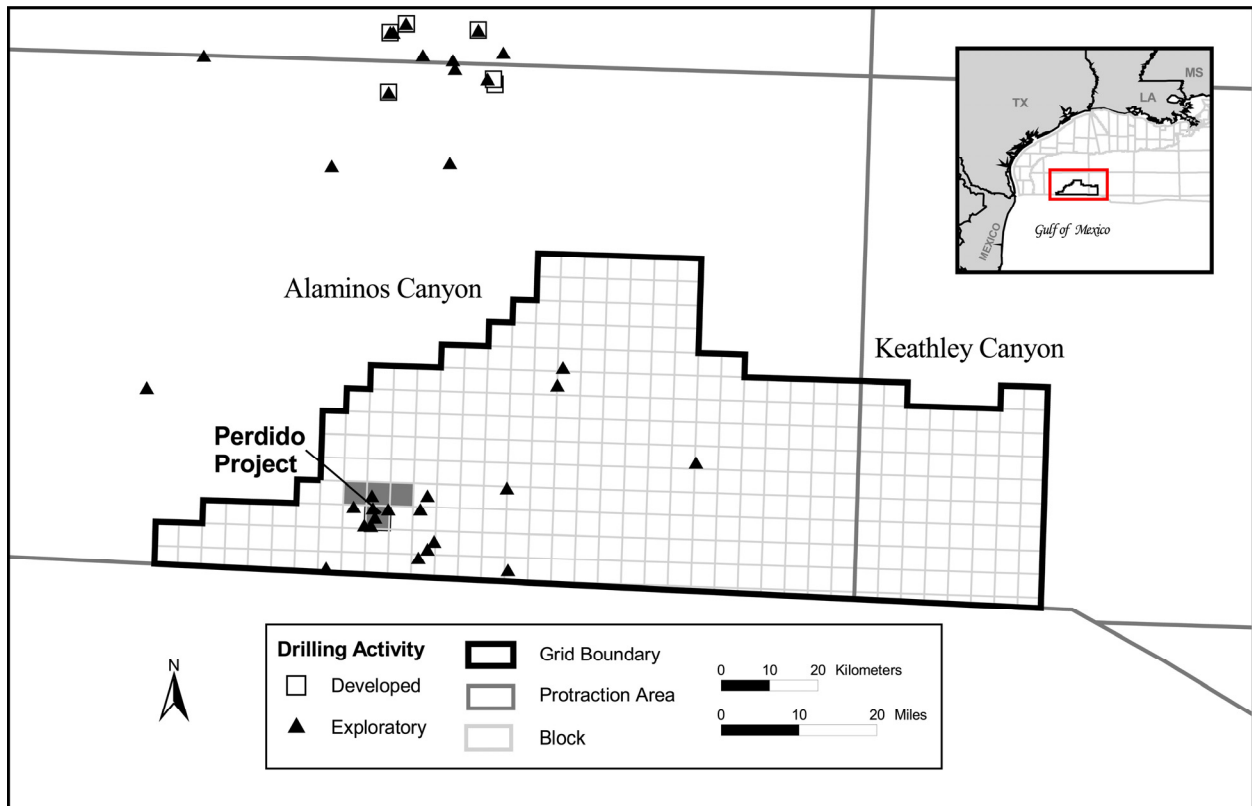 MS
LA
TX
MEXICO
Gulf of Mexico
Alaminos Canyon
Keathley Canyon
Perdido
Project
N
Drilling Activity
Developed
Exploratory
Grid Boundary
Protraction Area
Block
0 10 20 Kilometers
0 10 20 Miles